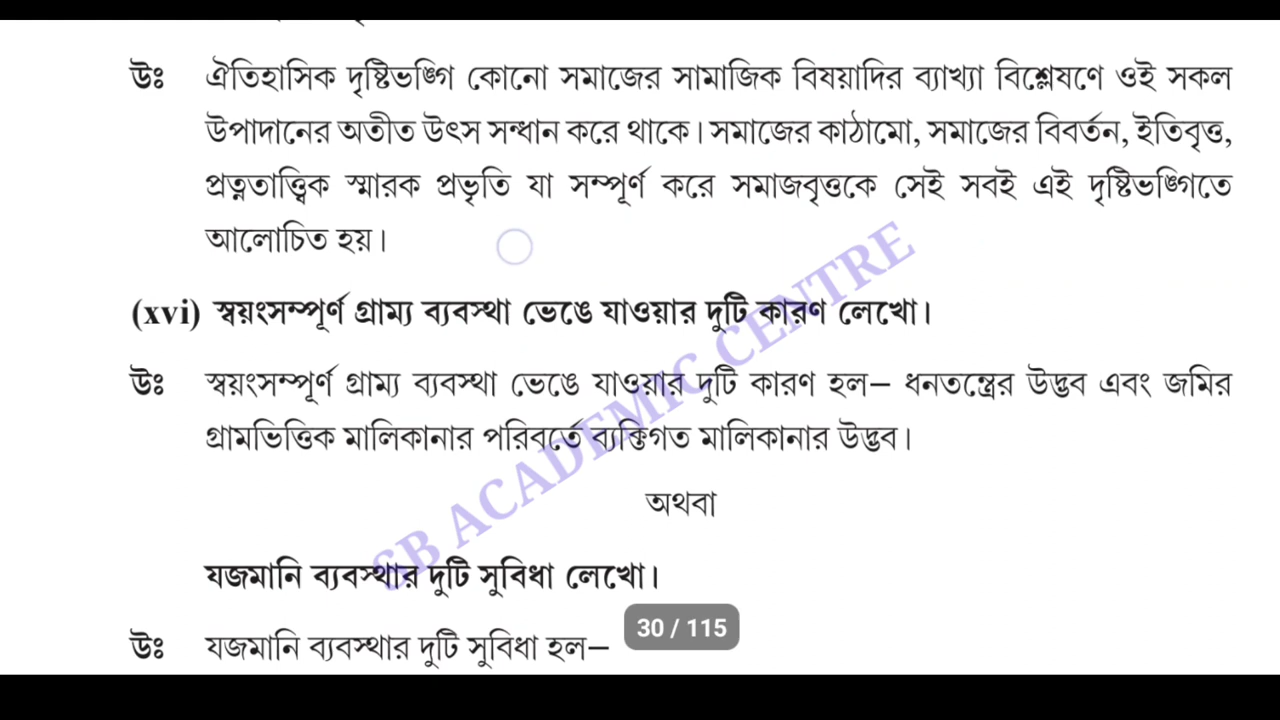 উঃ ঐতিহাসিক দৃষ্টিভঙ্গি কোনো সমাজের সামাজিক বিষয়াদির ব্যাখ্যা বিশ্লেষণে ওই সকল
উপাদানের অতীত উৎস সন্ধান করে থাকে। সমাজের কাঠামো, সমাজের বিবর্তন, ইতিবৃত্ত,
প্রত্নতাত্ত্বিক স্মারক প্রভৃতি যা সম্পূর্ণ করে সমাজবৃত্তকে সেই সবই এই দৃষ্টিভঙ্গিতে
আলোচিত হয়।
(xvi) স্বয়ংসম্পূর্ণ গ্রাম্য ব্যবস্থা ভেঙে যাওয়ার দুটি কারণ লেখো।
উঃ স্বয়ংসম্পূর্ণ গ্রাম্য ব্যবস্থা ভেঙে যাওয়ার দুটি কারণ হল– ধনতন্ত্রের উদ্ভব এবং জমির
গ্রামভিত্তিক মালিকানার পরিবর্তে ব্যক্তিগত মালিকানার উদ্ভব।
অথবা
যজমানি ব্যবস্থার দুটি সুবিধা লেখো।
উঃ যজমানি ব্যবস্থার দুটি সুবিধা হল–
30 / 115
SB ACADEMIC CENTRE